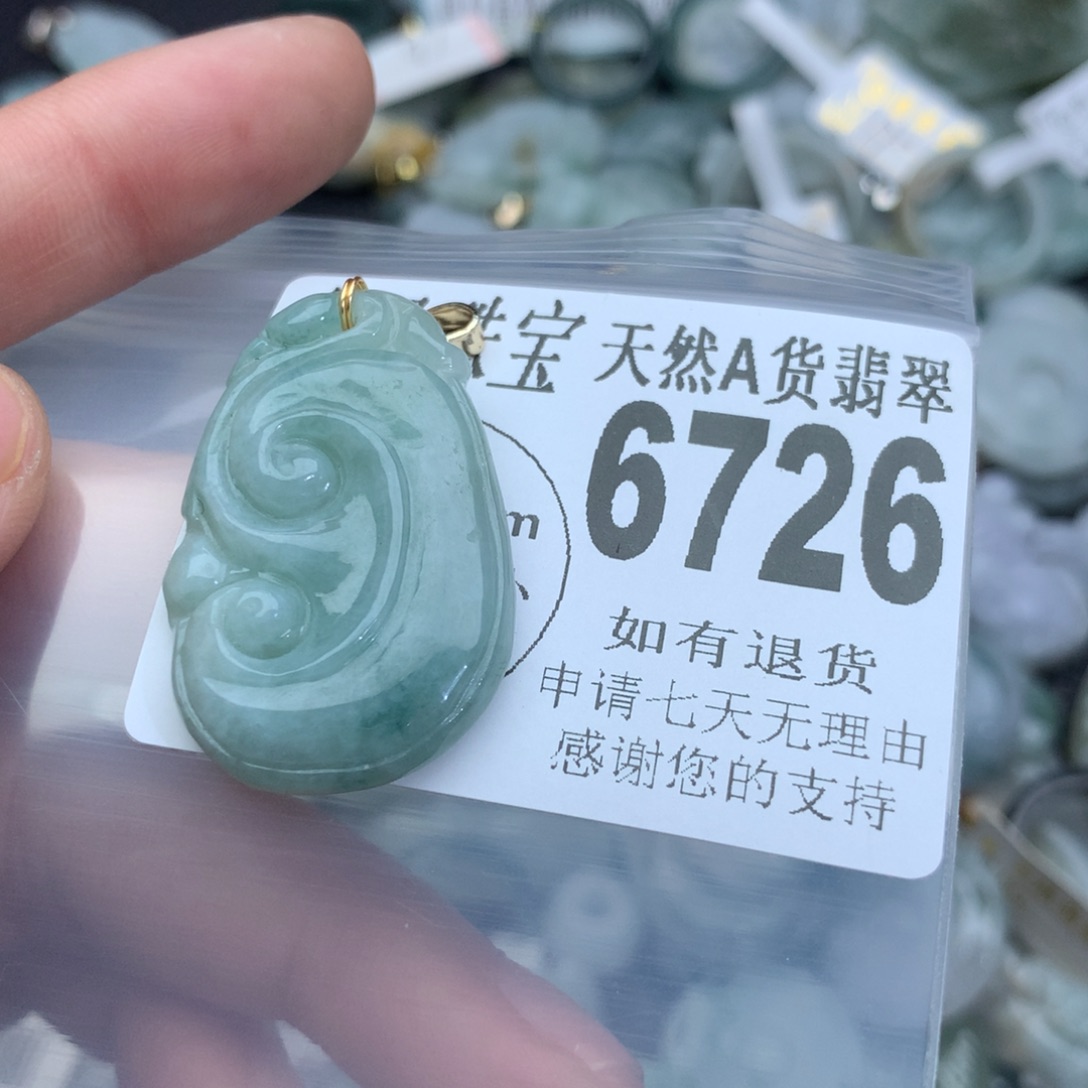 珠宝 天然A货翡翠
6726
m
如有退货
申请七天无理由
感谢您的支持